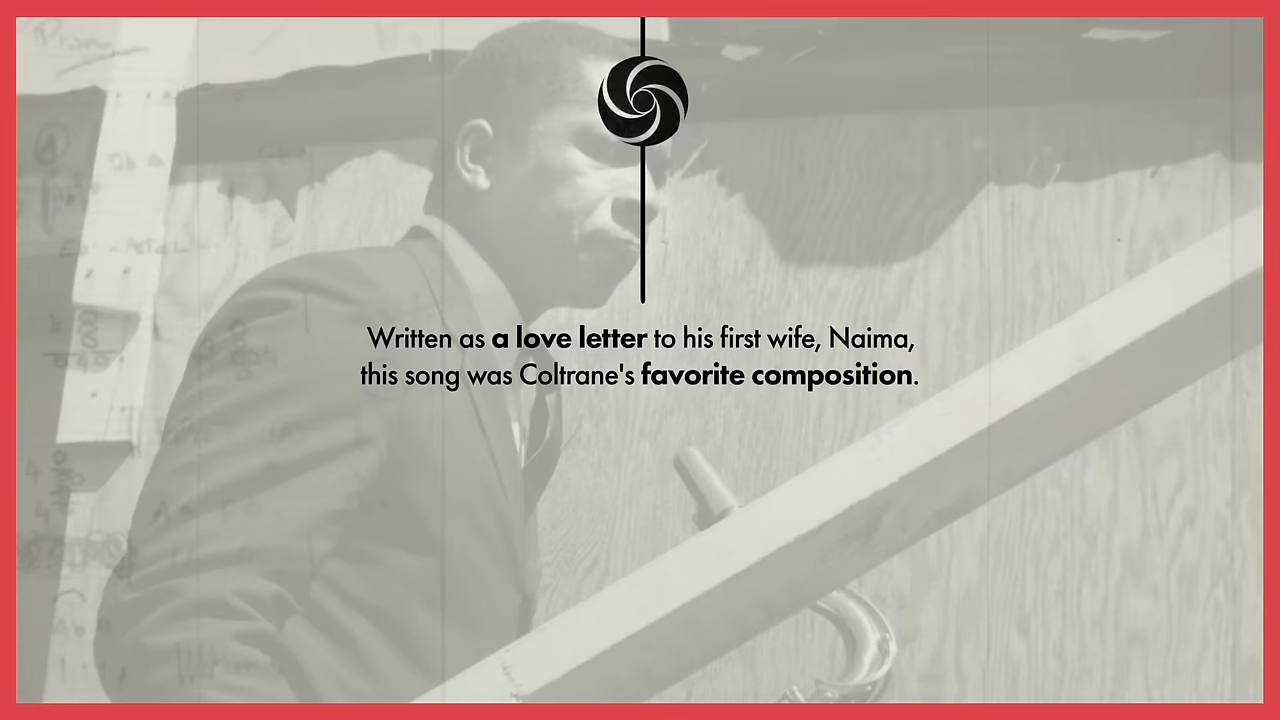 Written as a love letter to his first wife, Naima,
this song was Coltrane's favorite composition.